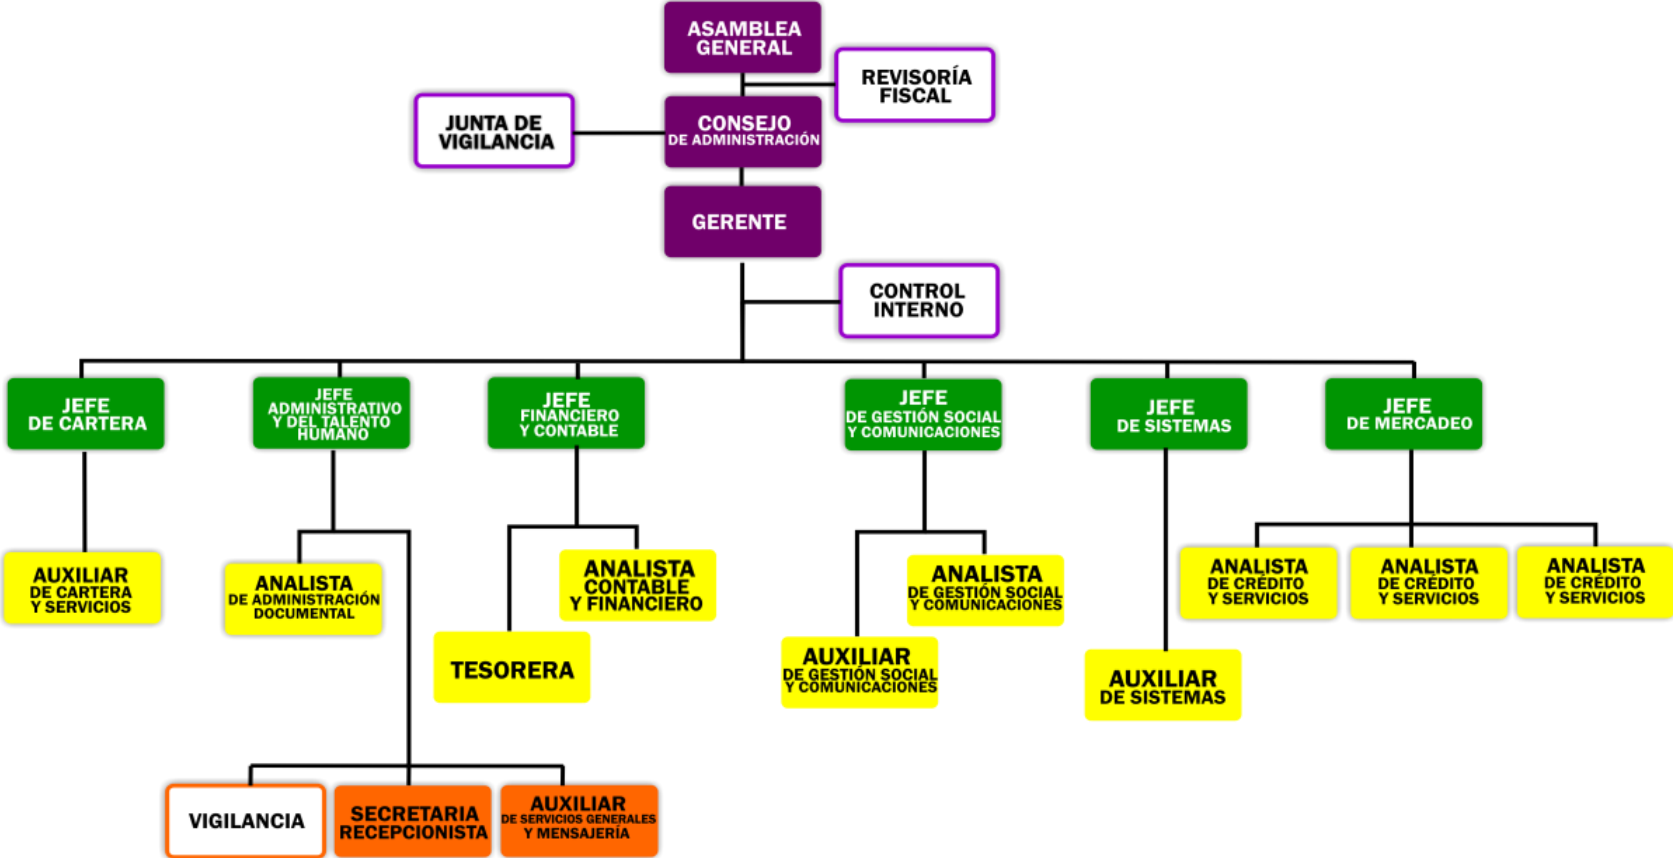 ASAMBLEA
GENERAL
REVISORÍA
FISCAL
JUNTA DE
VIGILANCIA
CONSEJO
DE ADMINISTRACIÓN
GERENTE
CONTROL
INTERNO
JEFE
DE CARTERA
JEFE
ADMINISTRATIVO
Y DEL TALENTO
HUMANO
JEFE
FINANCIERO
Y CONTABLE
JEFE
DE GESTIÓN SOCIAL
Y COMUNICACIONES
JEFE
DE SISTEMAS
JEFE
DE MERCADEO
AUXILIAR
DE CARTERA
Y SERVICIOS
ANALISTA
DE ADMINISTRACIÓN
DOCUMENTAL
ANALISTA
CONTABLE
Y FINANCIERO
ANALISTA
DE GESTIÓN SOCIAL
Y COMUNICACIONES
ANALISTA
DE CRÉDITO
Y SERVICIOS
ANALISTA
DE CRÉDITO
Y SERVICIOS
ANALISTA
DE CRÉDITO
Y SERVICIOS
TESORERA
AUXILIAR
DE GESTIÓN SOCIAL
Y COMUNICACIONES
AUXILIAR
DE SISTEMAS
VIGILANCIA
SECRETARIA
RECEPCIONISTA
AUXILIAR
DE SERVICIOS GENERALES
Y MENSAJERÍA